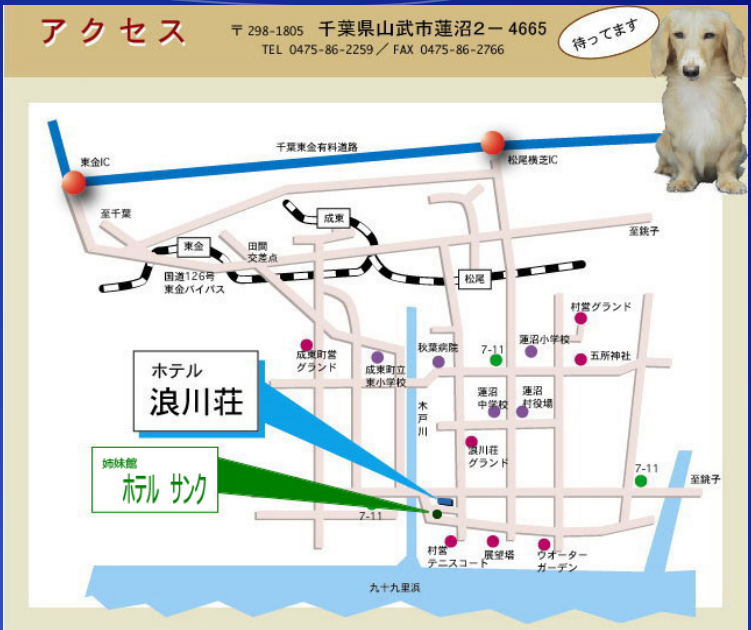 アクセス
〒298-1805 千葉県山武市蓮沼2−4665
TEL 0475-86-2259／FAX 0475-86-2766
待ってます
千葉東金有料道路
東金IC
松尾横芝IC
至千葉
成東
至銚子
東金
田間
交差点
国道126号
東金バイパス
松尾
村営グランド
成東町営
グランド
成東町立
東小学校
秋葉病院
7-11
蓮沼小学校
五所神社
ホテル
浪川荘
木戸川
蓮沼
中学校
蓮沼
村役場
浪川荘
グランド
姉妹館
ホテル サンク
7-11
至銚子
7-11
村営
テニスコート
展望塔
ウオーター
ガーデン
九十九里浜